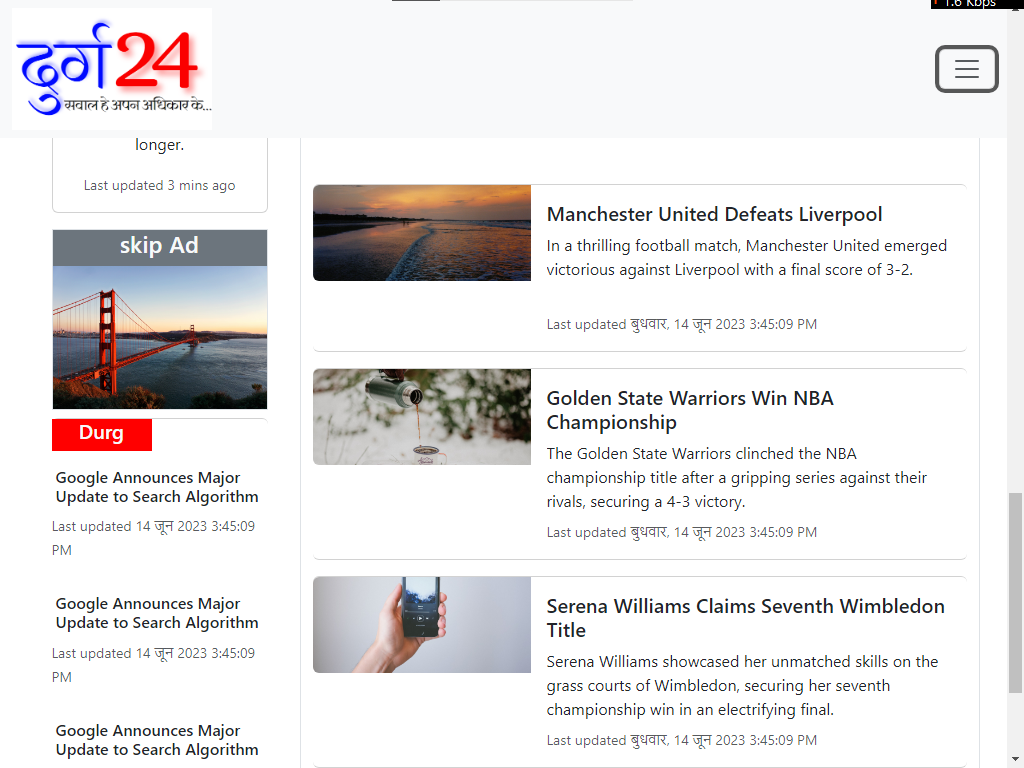 1.6 Kbps
दुर्ग 24
सवाल हे अपन अधिकार के...
longer.
Last updated 3 mins ago
skip Ad
Durg
Google Announces Major
Update to Search Algorithm
Last updated 14 जून 2023 3:45:09
PM
Google Announces Major
Update to Search Algorithm
Last updated 14 जून 2023 3:45:09
PM
Google Announces Major
Update to Search Algorithm
Manchester United Defeats Liverpool
In a thrilling football match, Manchester United emerged
victorious against Liverpool with a final score of 3-2.
Last updated बुधवार, 14 जून 2023 3:45:09 PM
Golden State Warriors Win NBA
Championship
The Golden State Warriors clinched the NBA
championship title after a gripping series against their
rivals, securing a 4-3 victory.
Last updated बुधवार, 14 जून 2023 3:45:09 PM
Serena Williams Claims Seventh Wimbledon
Title
Serena Williams showcased her unmatched skills on the
grass courts of Wimbledon, securing her seventh
championship win in an electrifying final.
Last updated बुधवार, 14 जून 2023 3:45:09 PM